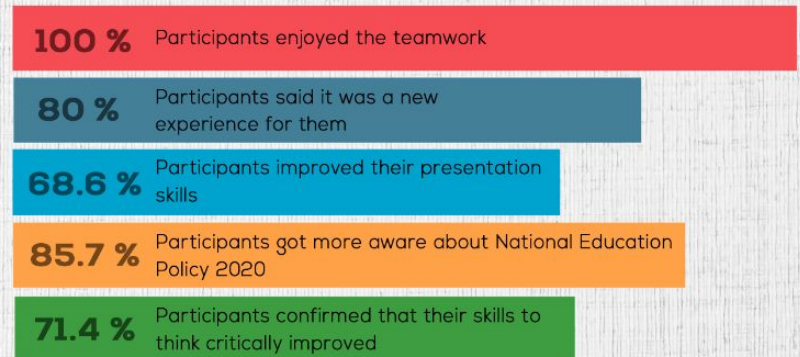 100 % Participants enjoyed the teamwork
80 % Participants said it was a new
experience for them
68.6 % Participants improved their presentation
skills
85.7 % Participants got more aware about National Education
Policy 2020
71.4 % Participants confirmed that their skills to
think critically improved